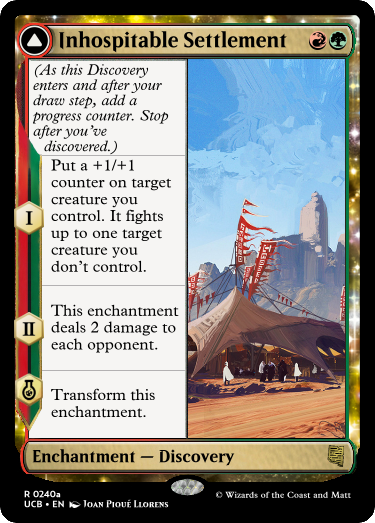 Inhospitable Settlement
(As this Discovery
enters and after your
draw step, add a
progress counter. Stop
after you've
discovered.)
I
Put a +1/+1
counter on target
creature you
control. It fights
up to one target
creature you
don't control.
II
This enchantment
deals 2 damage to
each opponent.
Transform this
enchantment.
Enchantment — Discovery
R 0240a
UCB • EN Joan Pioué Llorens
© Wizards of the Coast and Matt